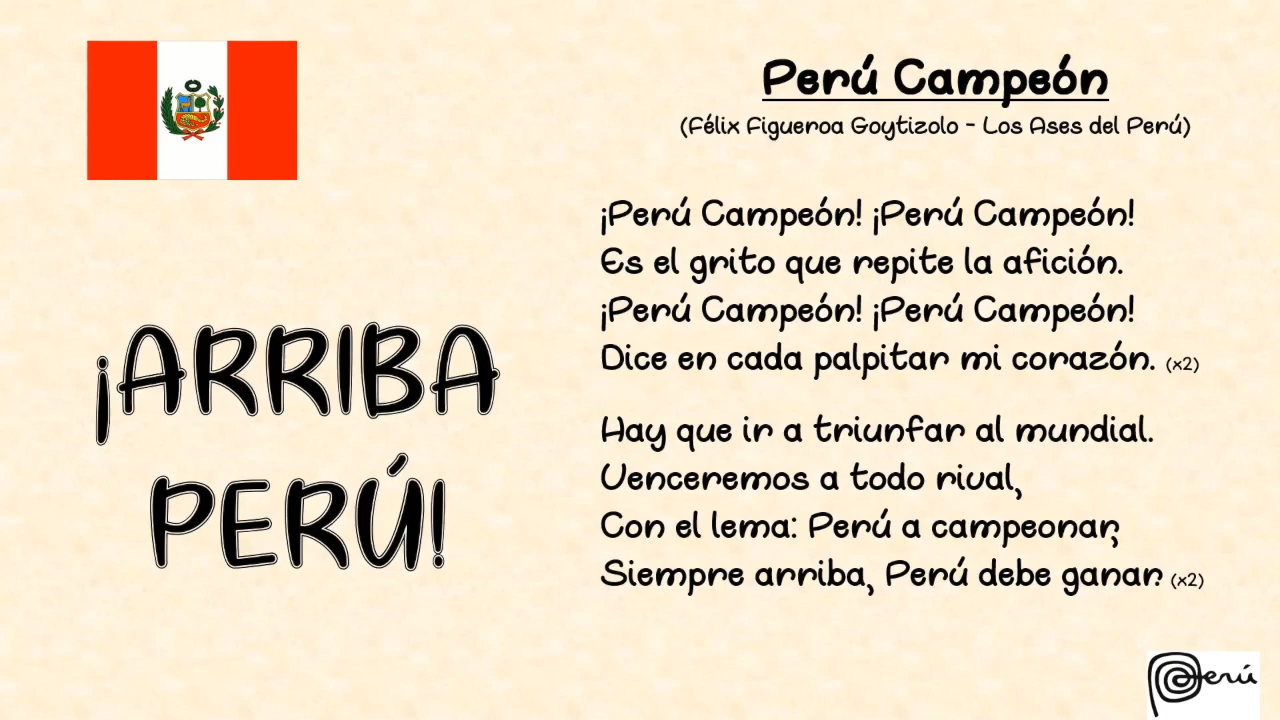 Perú Campeón
(Félix Figueroa Goytizolo - Los Ases del Perú)
¡Perú Campeón! ¡Perú Campeón!
Es el grito que repite la afición.
¡Perú Campeón! ¡Perú Campeón!
Dice en cada palpitar mi corazón. (x2)
Hay que ir a triunfar al mundial.
Venceremos a todo rival,
Con el lema: Perú a campeonar;
Siempre arriba, Perú debe ganar. (x2)
¡ARRIBA
PERÚ!
Perú